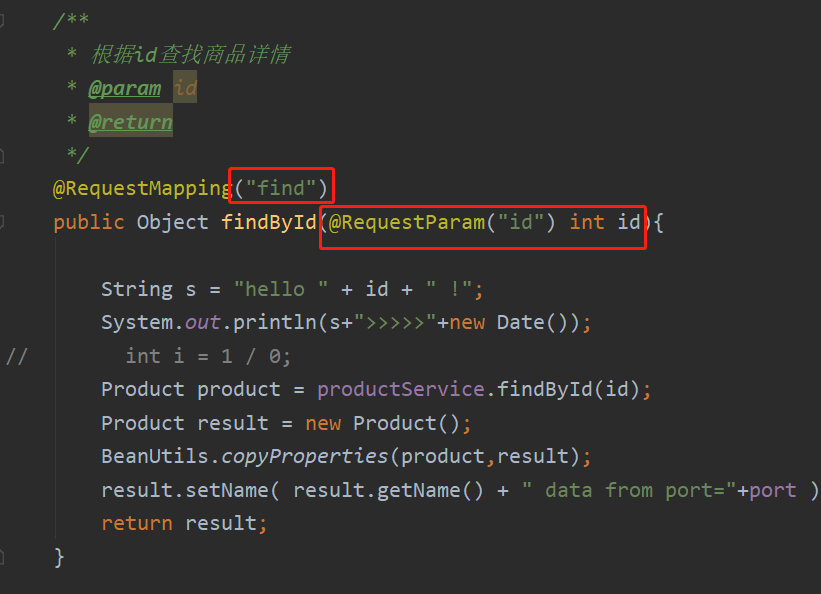 /**
 * 根据id查找商品详情
 * @param id
 * @return
 */
@RequestMapping("find")
public Object findById(@RequestParam("id") int id){
String s = "hello " + id + " !";
System.out.println(s+">>>>>"+new Date());
// int i = 1 / 0;
Product product = productService.findById(id);
Product result = new Product();
BeanUtils.copyProperties(product,result);
result.setName( result.getName() + " data from port="+port )
return result;
}